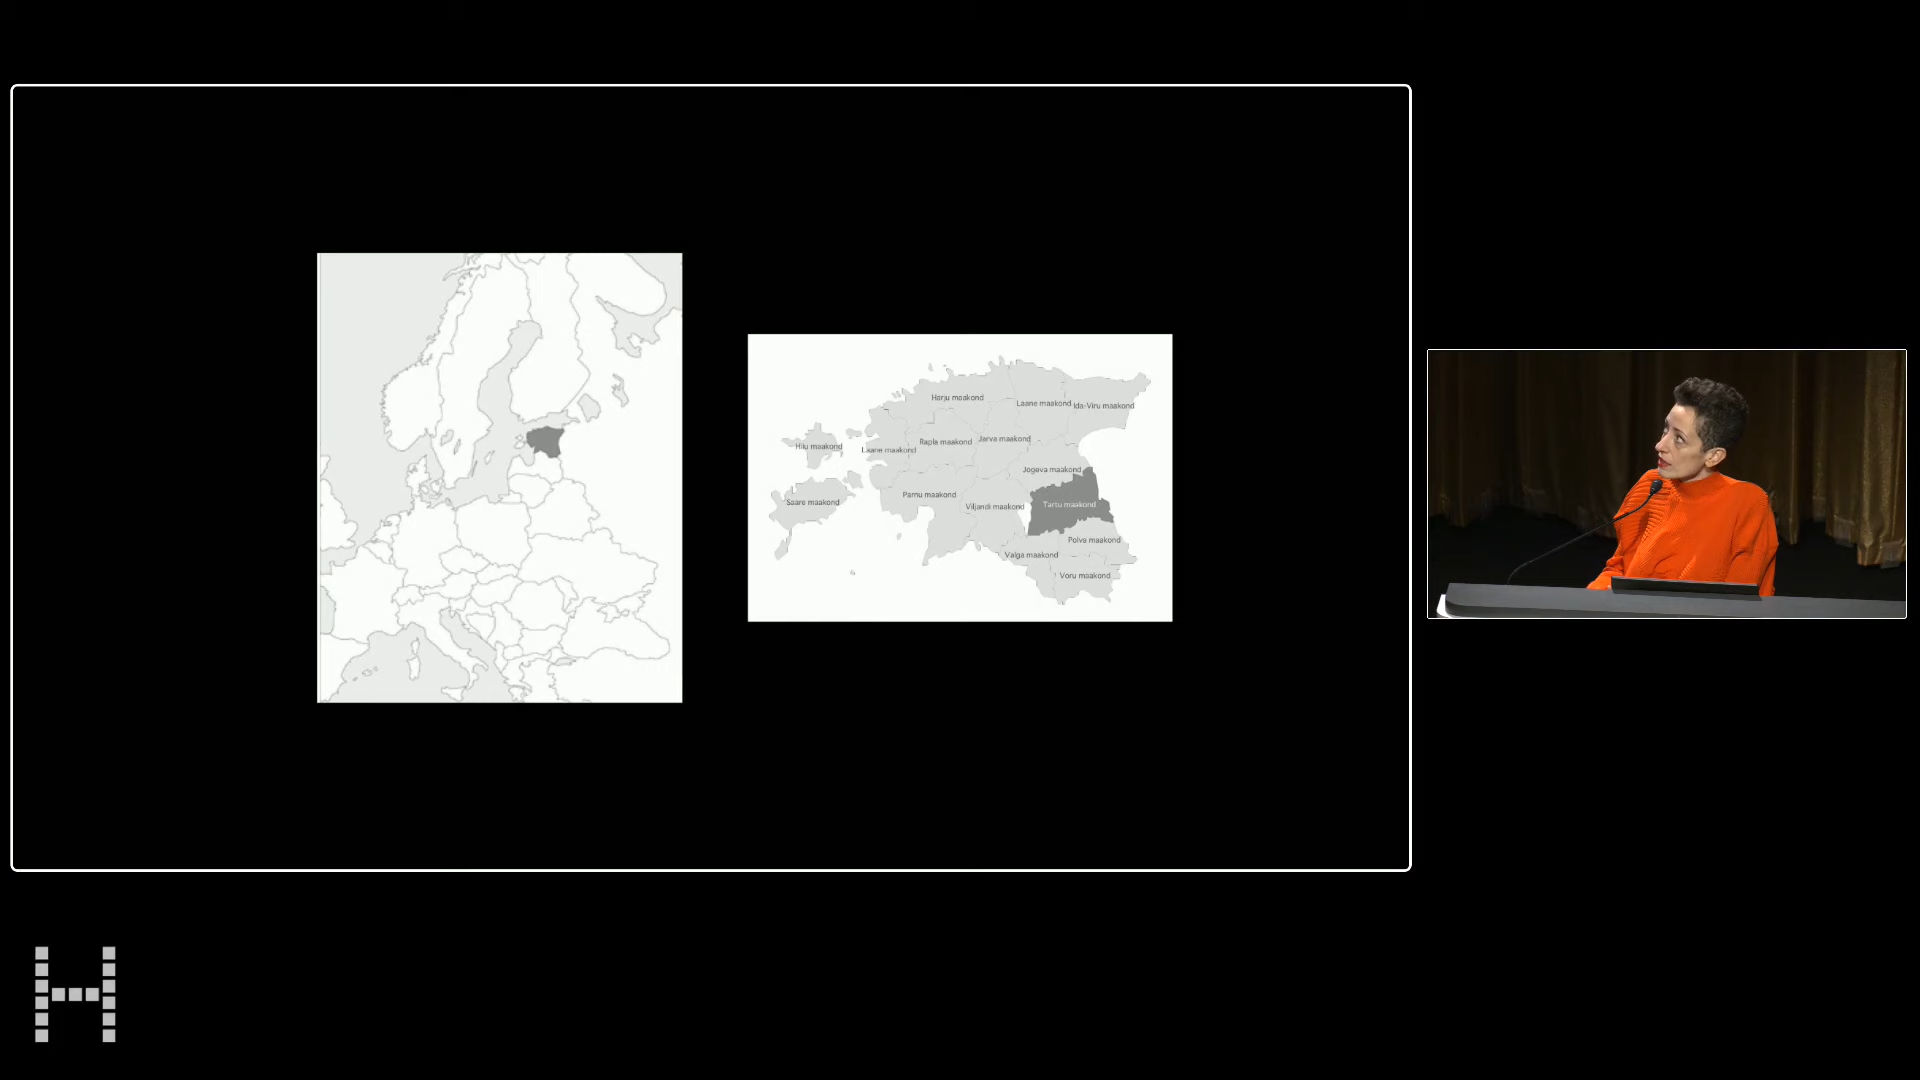 Harju maakond
Laane maakond
Ida-Viru maakond
Hiiu maakond
Laane maakond
Rapla maakond
Jarva maakond
Jogeva maakond
Saare maakond
Parnu maakond
Viljandi maakond
Tartu maakond
Polva maakond
Valga maakond
Voru maakond
H